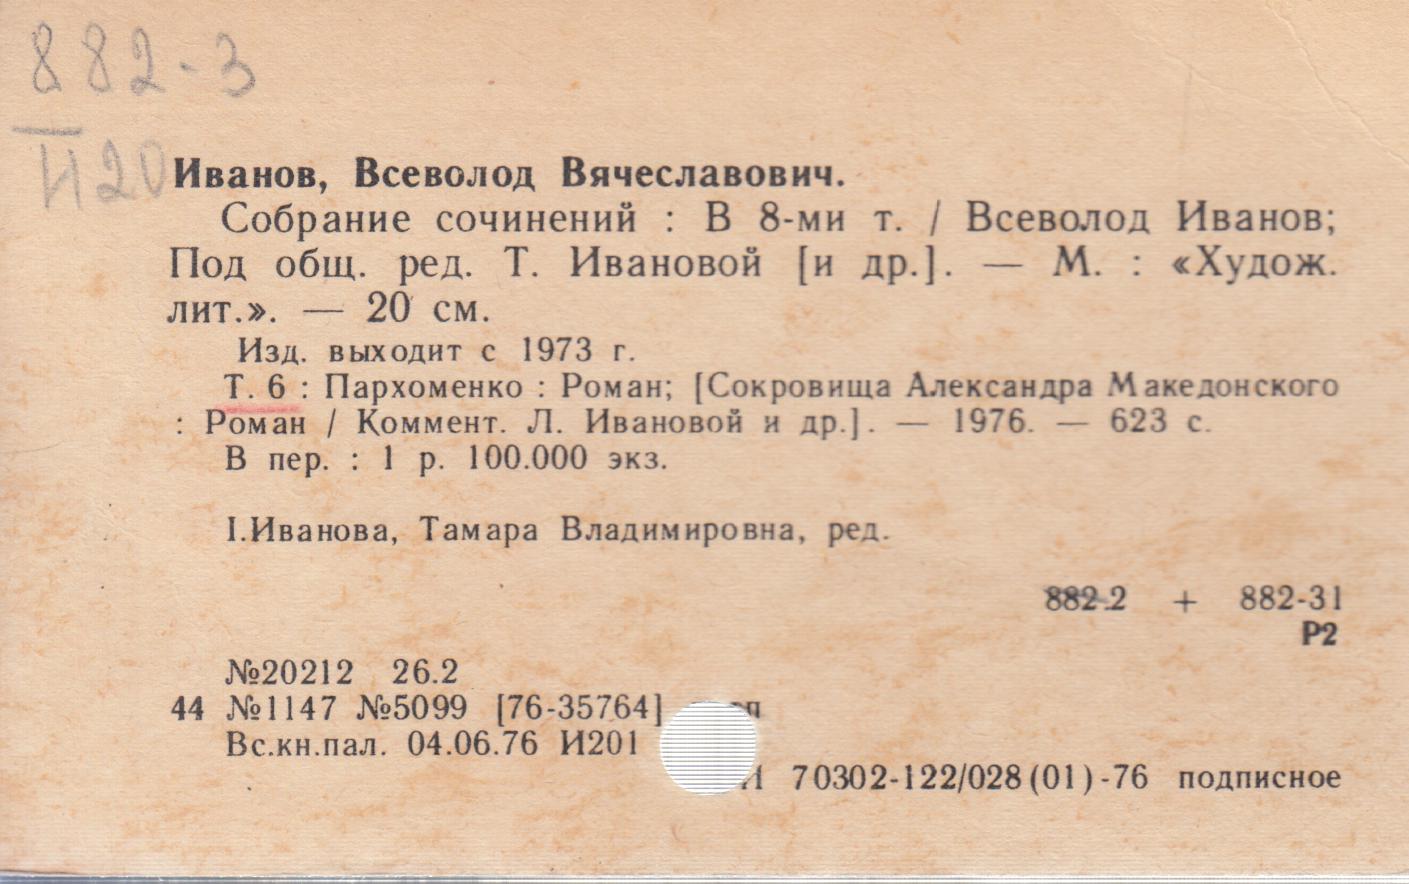 882-3
И20
Иванов, Всеволод Вячеславович.
Собрание сочинений : В 8-ми т. / Всеволод Иванов;
Под общ. ред. Т. Ивановой [и др.]. — М. : «Худож.
лит.». — 20 см.
Изд. выходит с 1973 г.
Т. 6 : Пархоменко : Роман; [Сокровища Александра Македонского
: Роман / Коммент. Л. Ивановой и др.]. — 1976. — 623 с.
В пер. : 1 р. 100.000 экз.
I.Иванова, Тамара Владимировна, ред.
882.2 + 882-31
Р2
№20212 26.2
44 №1147 №5099 [76-35764]
Вс.кн.пал. 04.06.76 И201
И 70302-122/028(01)-76 подписное